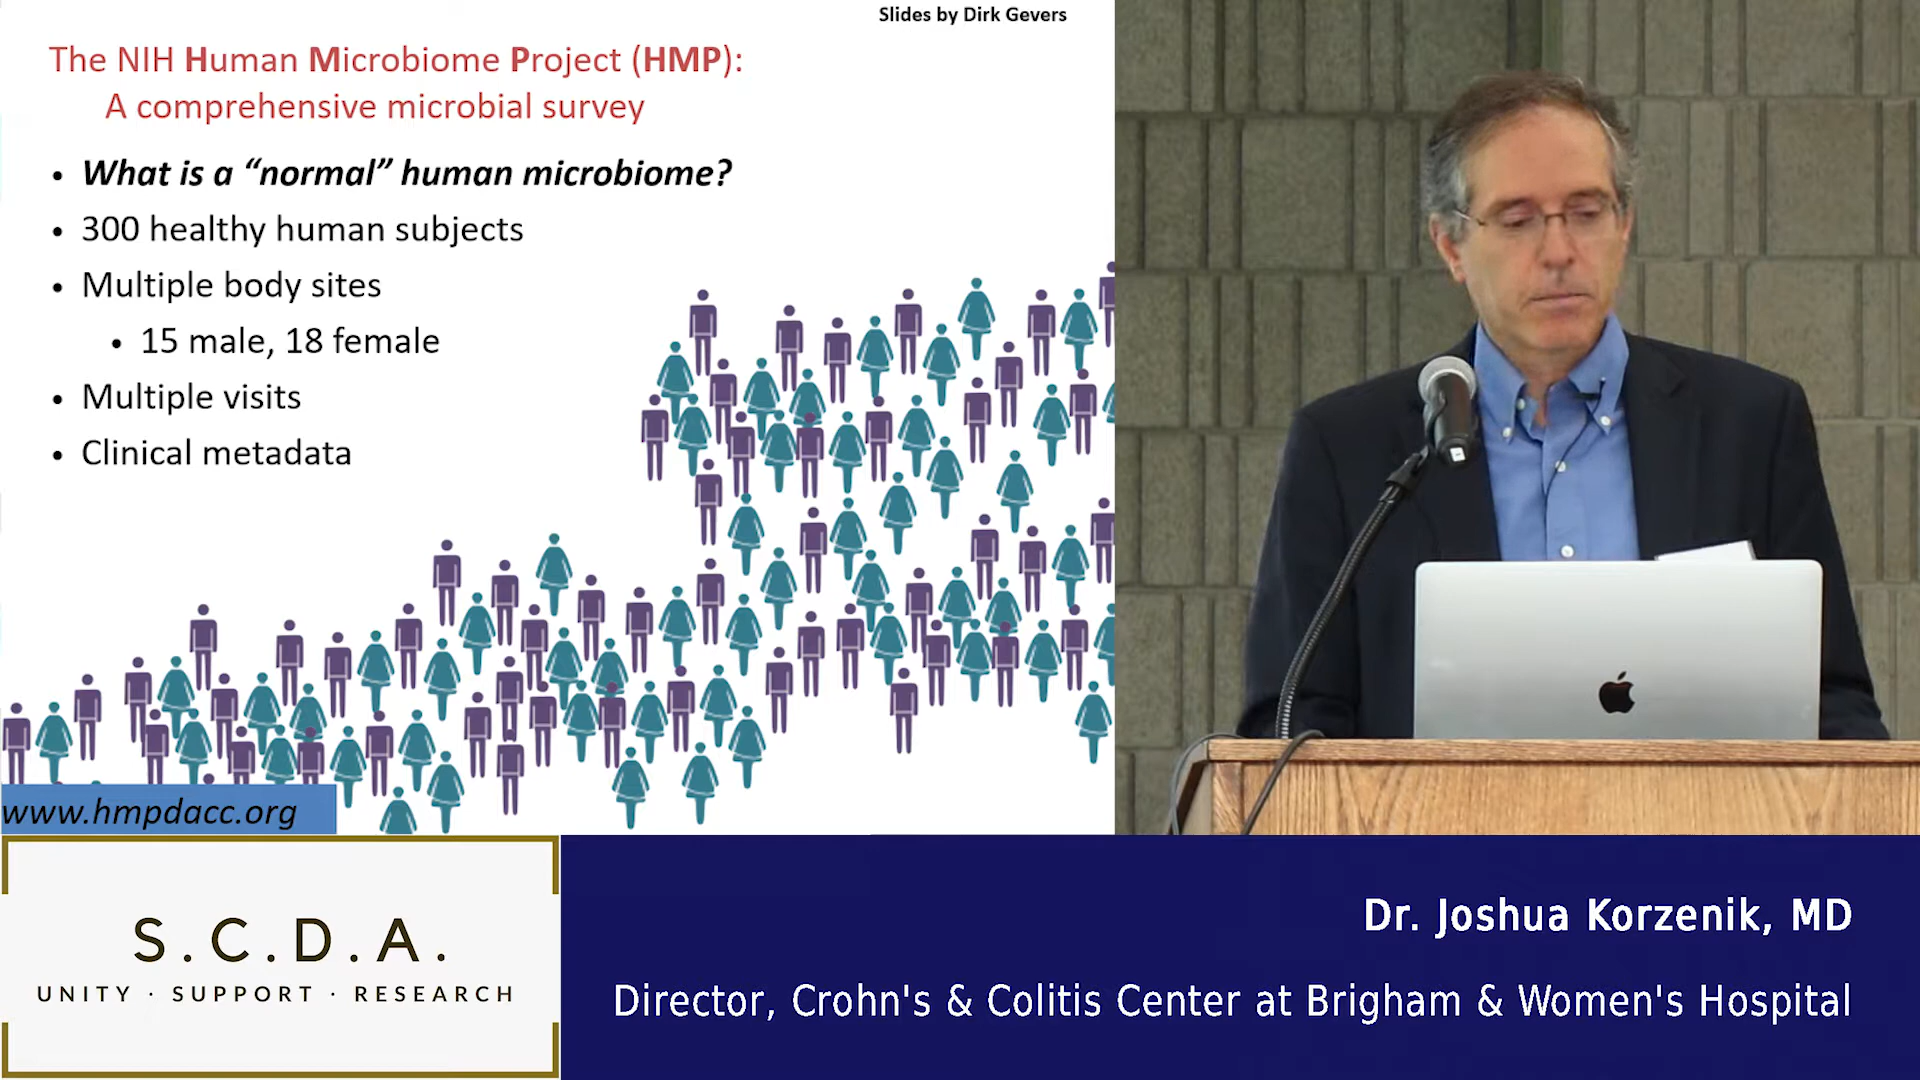 Slides by Dirk Gevers
The NIH Human Microbiome Project (HMP):
A comprehensive microbial survey
• What is a “normal” human microbiome?
• 300 healthy human subjects
• Multiple body sites
• 15 male, 18 female
• Multiple visits
• Clinical metadata
www.hmpdacc.org
S.C.D.A.
UNITY · SUPPORT · RESEARCH
Dr. Joshua Korzenik, MD
Director, Crohn's & Colitis Center at Brigham & Women's Hospital